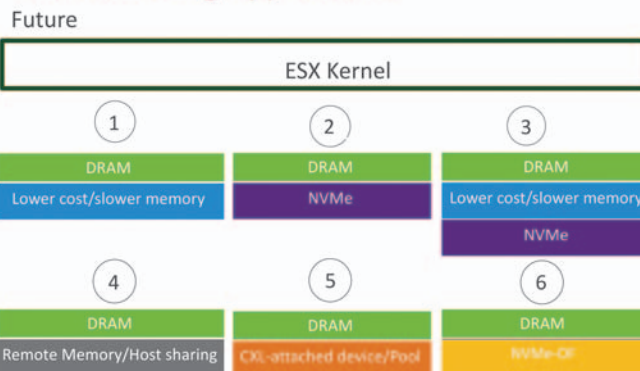 Future
ESX Kernel
1
2
3
DRAM
DRAM
DRAM
Lower cost/slower memory
NVMe
Lower cost/slower memory
NVMe
4
5
6
DRAM
DRAM
DRAM
Remote Memory/Host sharing
CXL-attached device/Pool
NVMe-OF